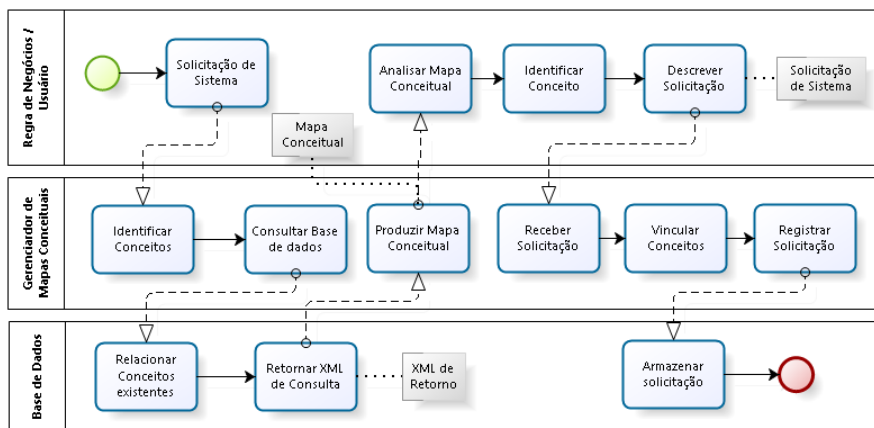 Regra de Negócios /
Usuário
Solicitação de
Sistema
Analisar Mapa
Conceitual
Identificar
Conceito
Descrever
Solicitação
Solicitação
de Sistema
Mapa
Conceitual
Gerenciardor de
Mapas Conceituais
Identificar
Conceitos
Consultar Base
de dados
Produzir Mapa
Conceitual
Receber
Solicitação
Vincular
Conceitos
Registrar
Solicitação
Base de Dados
Relacionar
Conceitos
existentes
Retornar XML
de Consulta
XML de
Retorno
Armazenar
solicitação